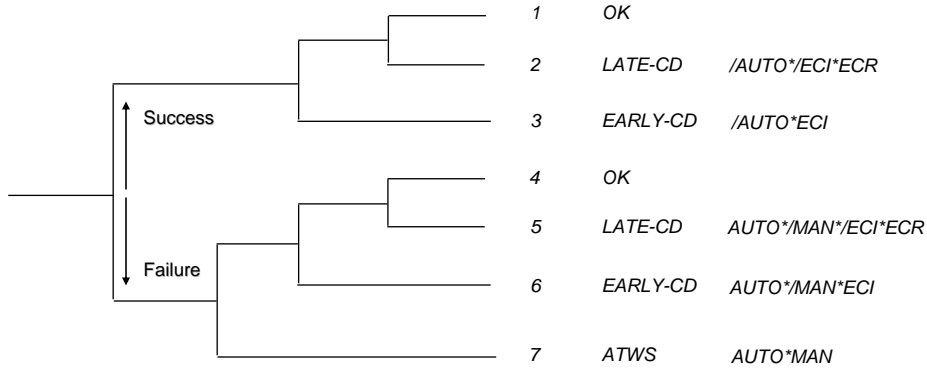 1 OK
2 LATE-CD /AUTO*/ECI*ECR
Success
3 EARLY-CD /AUTO*ECI
4 OK
5 LATE-CD AUTO*/MAN*/ECI*ECR
Failure
6 EARLY-CD AUTO*/MAN*ECI
7 ATWS AUTO*MAN